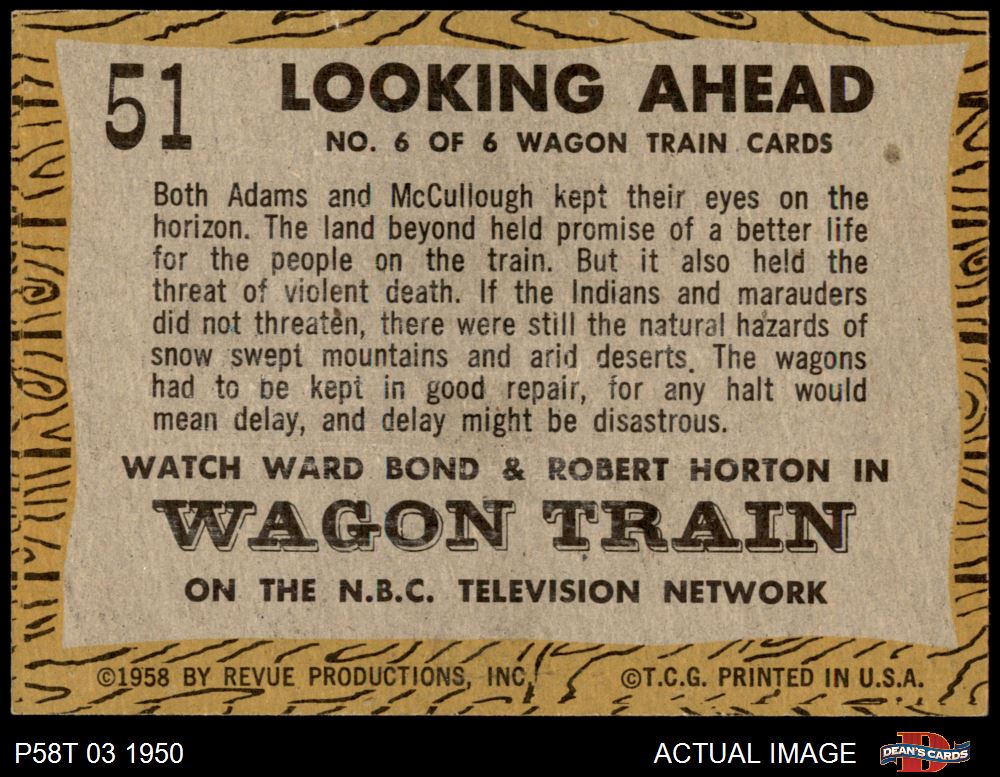 51
LOOKING AHEAD
NO. 6 OF 6 WAGON TRAIN CARDS
Both Adams and McCullough kept their eyes on the
horizon. The land beyond held promise of a better life
for the people on the train. But it also held the
threat of violent death. If the Indians and marauders
did not threaten, there were still the natural hazards of
snow swept mountains and arid deserts. The wagons
had to be kept in good repair, for any halt would
mean delay, and delay might be disastrous.
WATCH WARD BOND & ROBERT HORTON IN
WAGON TRAIN
ON THE N.B.C. TELEVISION NETWORK
©1958 BY REVUE PRODUCTIONS, INC. ©T.C.G. PRINTED IN U.S.A.
P58T 03 1950 ACTUAL IMAGE DEAN'S CARDS